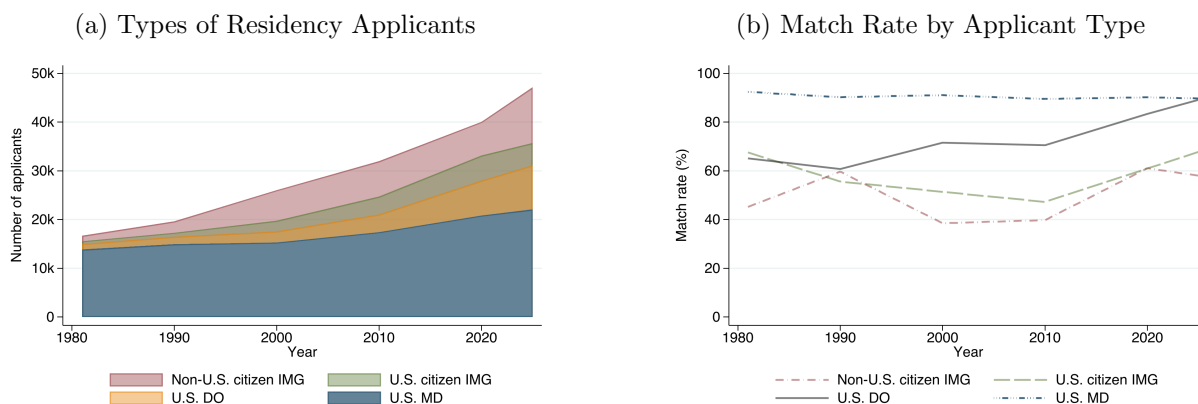 (a) Types of Residency Applicants
50k
40k
30k
20k
10k
0
Number of applicants
1980 1990 2000 2010 2020
Year
Non-U.S. citizen IMG U.S. citizen IMG
U.S. DO U.S. MD
(b) Match Rate by Applicant Type
100
80
60
40
20
0
Match rate (%)
1980 1990 2000 2010 2020
Year
Non-U.S. citizen IMG U.S. citizen IMG
U.S. DO U.S. MD